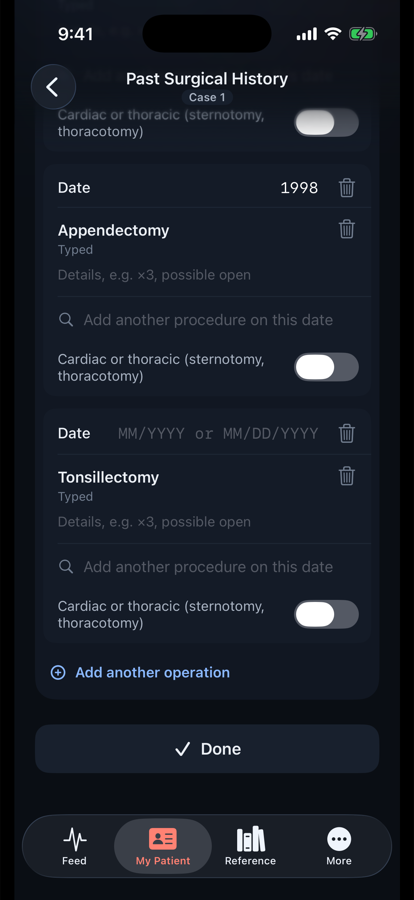 9:41
Past Surgical History
Case 1
Cardiac or thoracic (sternotomy,
thoracotomy)
Date 1998
Appendectomy
Typed
Details, e.g. ×3, possible open
Add another procedure on this date
Cardiac or thoracic (sternotomy,
thoracotomy)
Date MM/YYYY or MM/DD/YYYY
Tonsillectomy
Typed
Details, e.g. ×3, possible open
Add another procedure on this date
Cardiac or thoracic (sternotomy,
thoracotomy)
Add another operation
Done
Feed My Patient Reference More